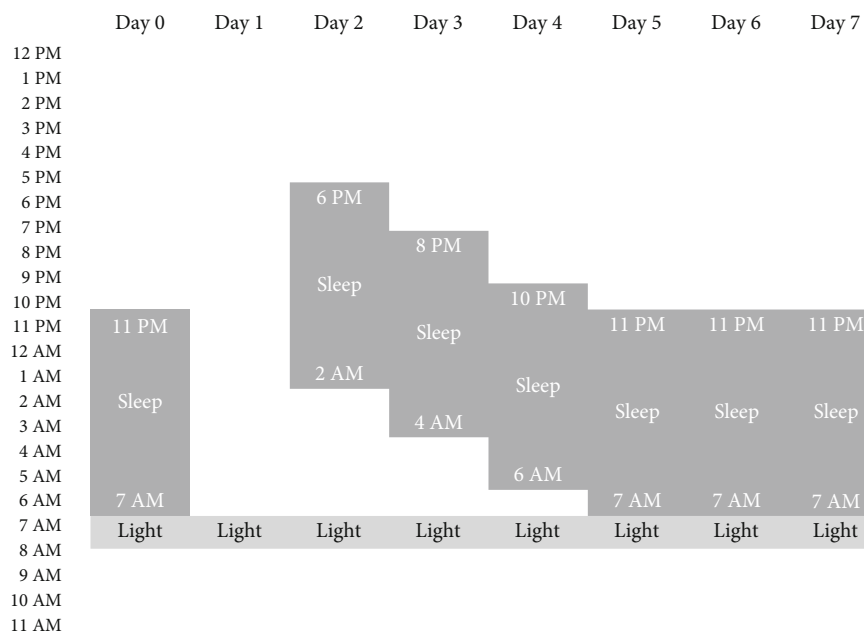 Day 0 Day 1 Day 2 Day 3 Day 4 Day 5 Day 6 Day 7
12 PM
1 PM
2 PM
3 PM
4 PM
5 PM
6 PM 6 PM
7 PM
8 PM 8 PM
9 PM Sleep
10 PM 10 PM
11 PM 11 PM Sleep 11 PM 11 PM 11 PM
12 AM
1 AM 2 AM
2 AM Sleep Sleep Sleep Sleep Sleep
3 AM 4 AM
4 AM
5 AM 6 AM
6 AM 7 AM 7 AM 7 AM 7 AM
7 AM Light Light Light Light Light Light Light Light
8 AM
9 AM
10 AM
11 AM